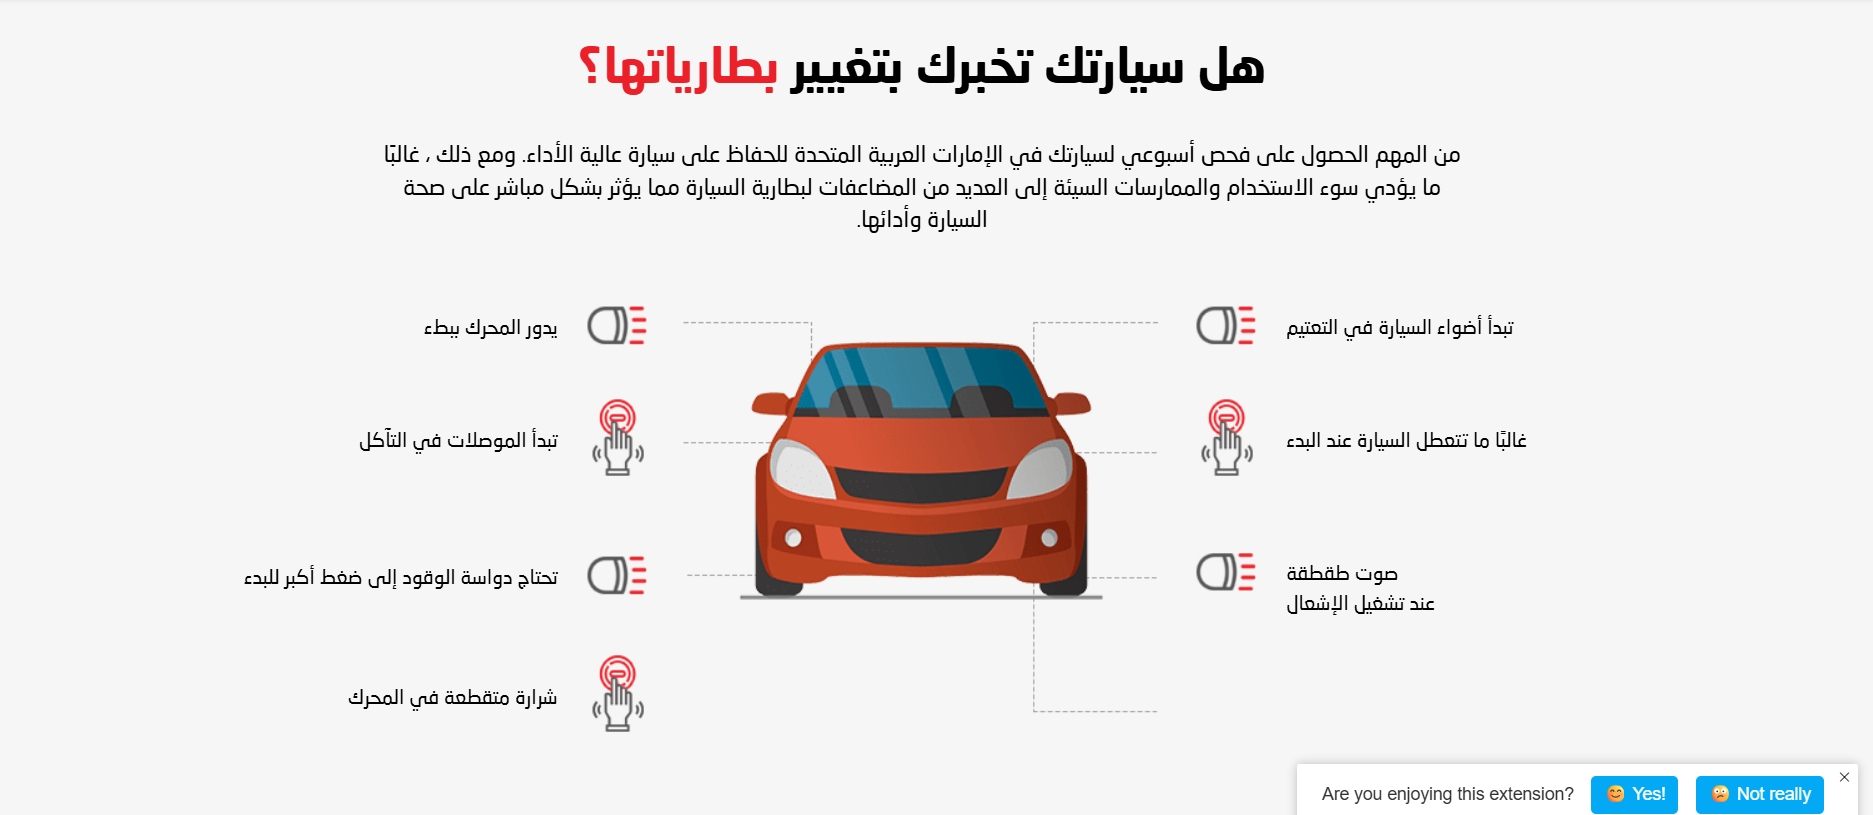 هل سيارتك تخبرك بتغيير بطارياتها؟
من المهم الحصول على فحص أسبوعي لسيارتك في الإمارات العربية المتحدة للحفاظ على سيارة عالية الأداء. ومع ذلك ، غالبًا
ما يؤدي سوء الاستخدام والممارسات السيئة إلى العديد من المضاعفات لبطارية السيارة مما يؤثر بشكل مباشر على صحة
السيارة وأدائها.
تبدأ أضواء السيارة في التعتيم
غالبًا ما تتعطل السيارة عند البدء
صوت طقطقة
عند تشغيل الإشعال
يدور المحرك ببطء
تبدأ الموصلات في التآكل
تحتاج دواسة الوقود إلى ضغط أكبر للبدء
شرارة متقطعة في المحرك
Are you enjoying this extension?
Yes!
Not really